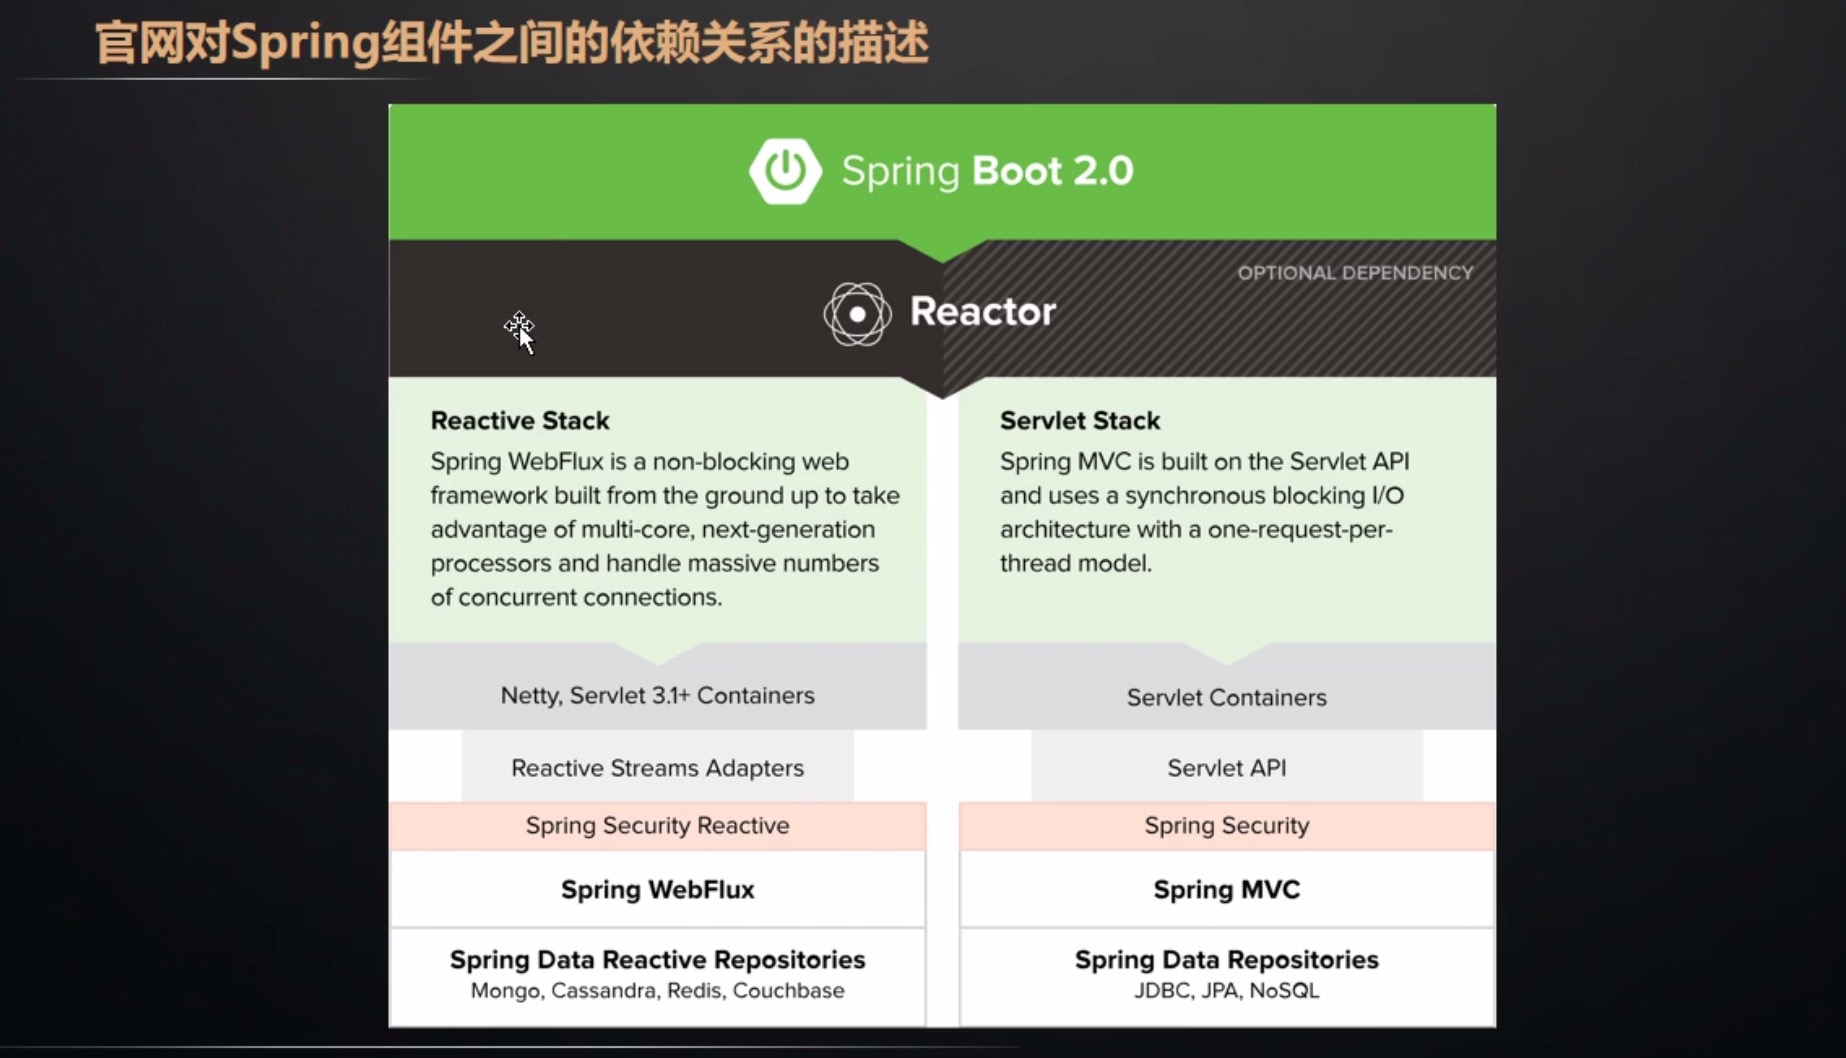 官网对Spring组件之间的依赖关系的描述
Spring Boot 2.0
OPTIONAL DEPENDENCY
Reactor
Reactive Stack
Spring WebFlux is a non-blocking web
framework built from the ground up to take
advantage of multi-core, next-generation
processors and handle massive numbers
of concurrent connections.
Servlet Stack
Spring MVC is built on the Servlet API
and uses a synchronous blocking I/O
architecture with a one-request-per-
thread model.
Netty, Servlet 3.1+ Containers
Servlet Containers
Reactive Streams Adapters
Servlet API
Spring Security Reactive
Spring Security
Spring WebFlux
Spring MVC
Spring Data Reactive Repositories
Mongo, Cassandra, Redis, Couchbase
Spring Data Repositories
JDBC, JPA, NoSQL